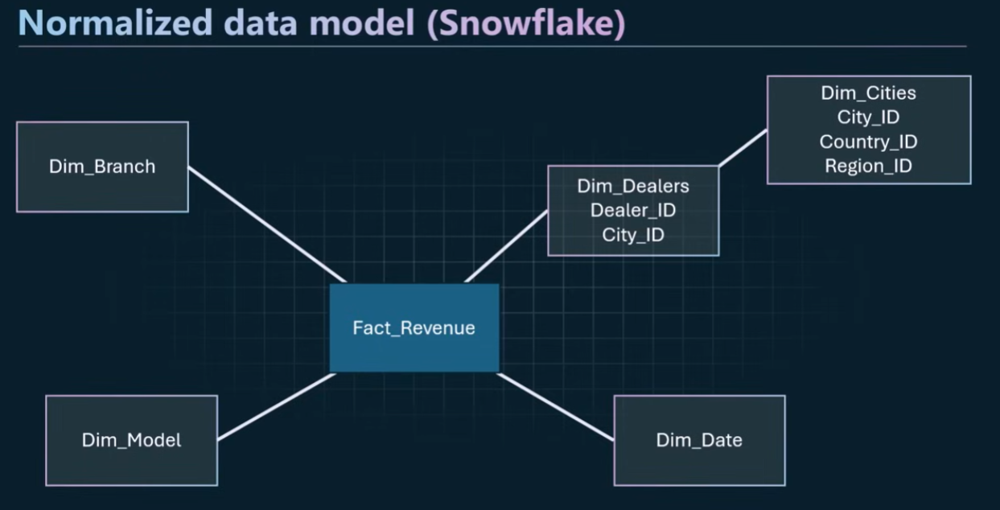 Normalized data model (Snowflake)
Dim_Branch
Dim_Dealers
Dealer_ID
City_ID
Dim_Cities
City_ID
Country_ID
Region_ID
Fact_Revenue
Dim_Model
Dim_Date